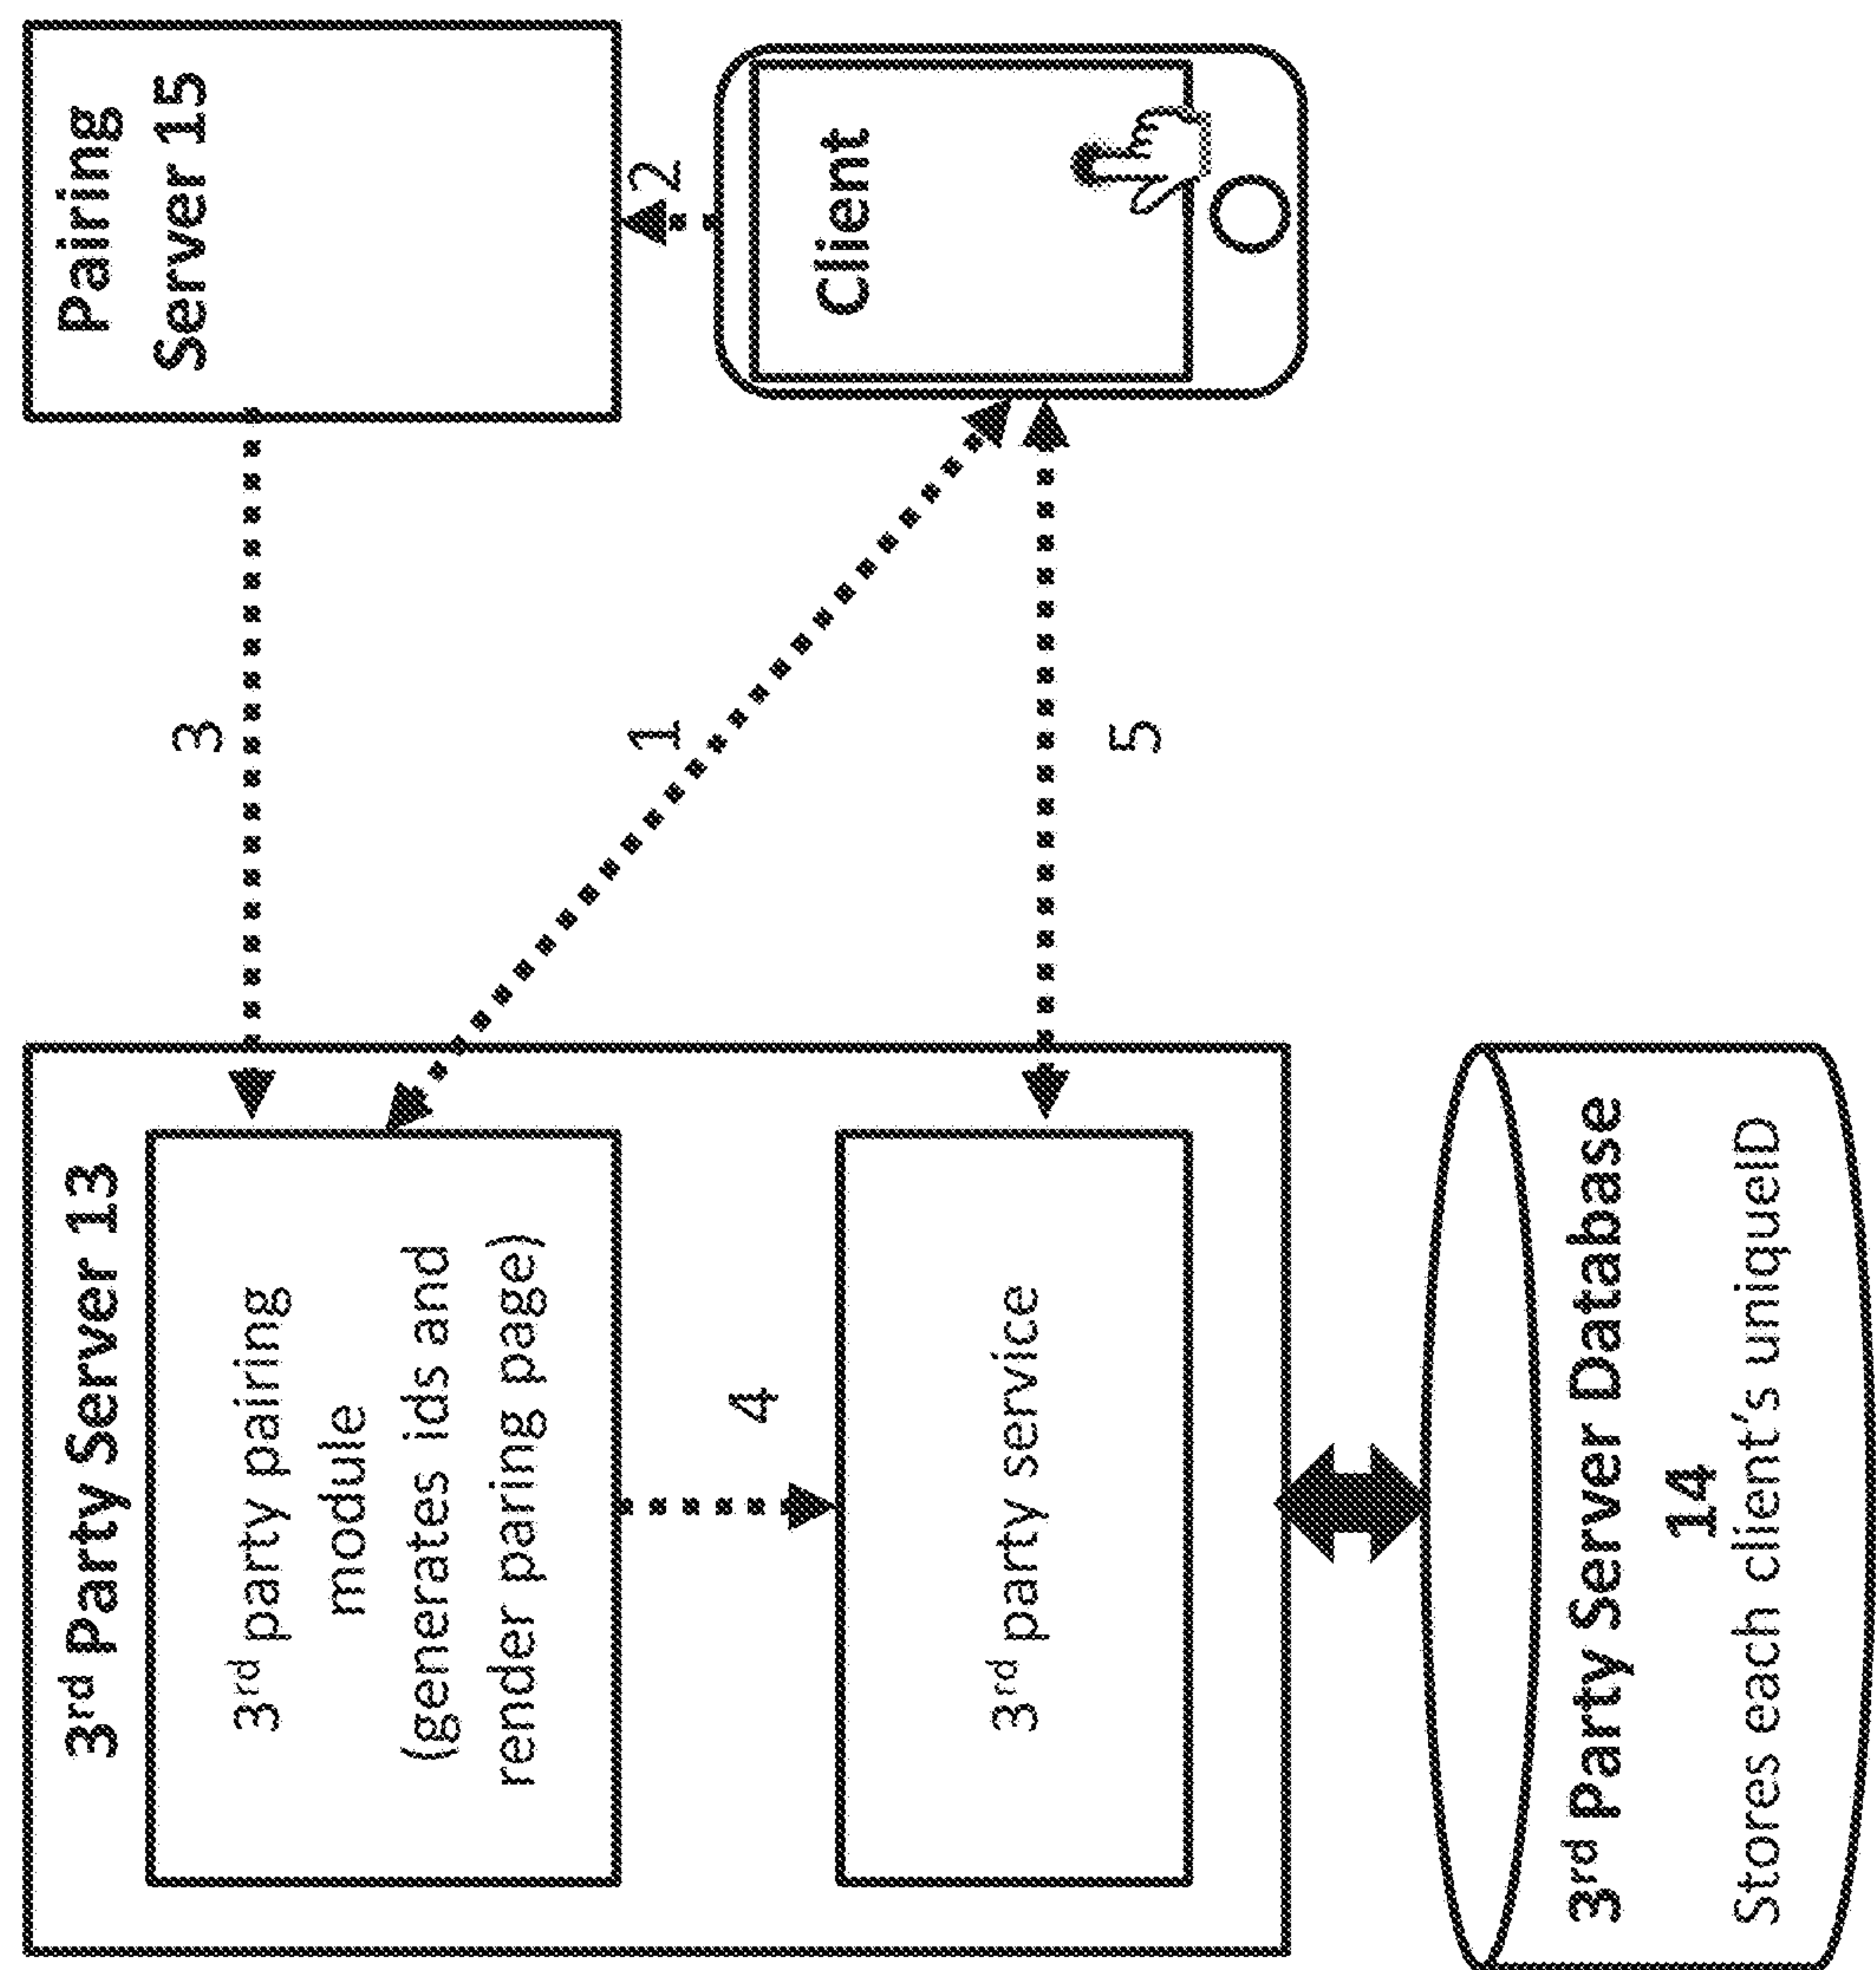 3rd Party Server 13
3rd party pairing
module
(generates ids and
render paring page)
4
3rd party service
3rd Party Server Database
14
Stores each client's uniqueID
3
1
5
Pairing
Server 15
2
Client